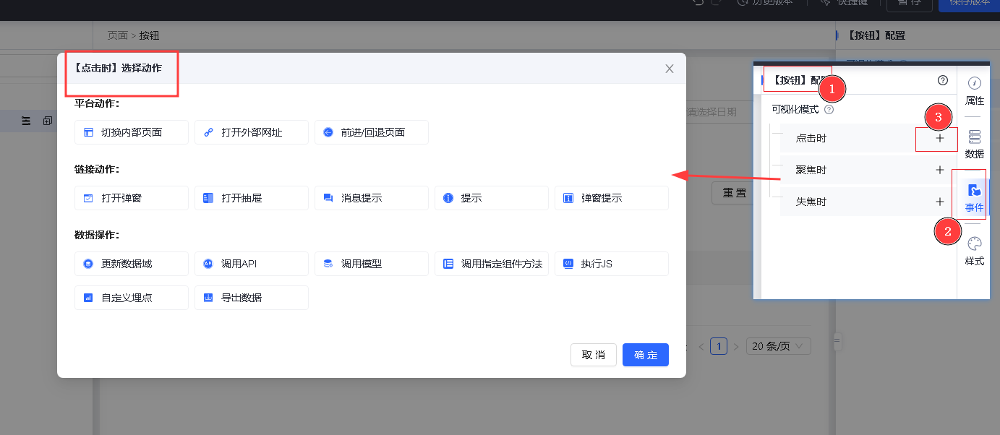 历史版本
快捷键
暂 存
保存版本
页面 > 按钮
【按钮】配置
【点击时】选择动作
平台动作:
切换内部页面
打开外部网址
前进/回退页面
链接动作:
打开弹窗
打开抽屉
消息提示
提示
弹窗提示
数据操作:
更新数据域
调用API
调用模型
调用指定组件方法
执行JS
自定义埋点
导出数据
取 消
确 定
请选择日期
重 置
1
20 条/页
【按钮】配
1
可视化模式
点击时
3
聚焦时
失焦时
属性
数据
事件
2
样式